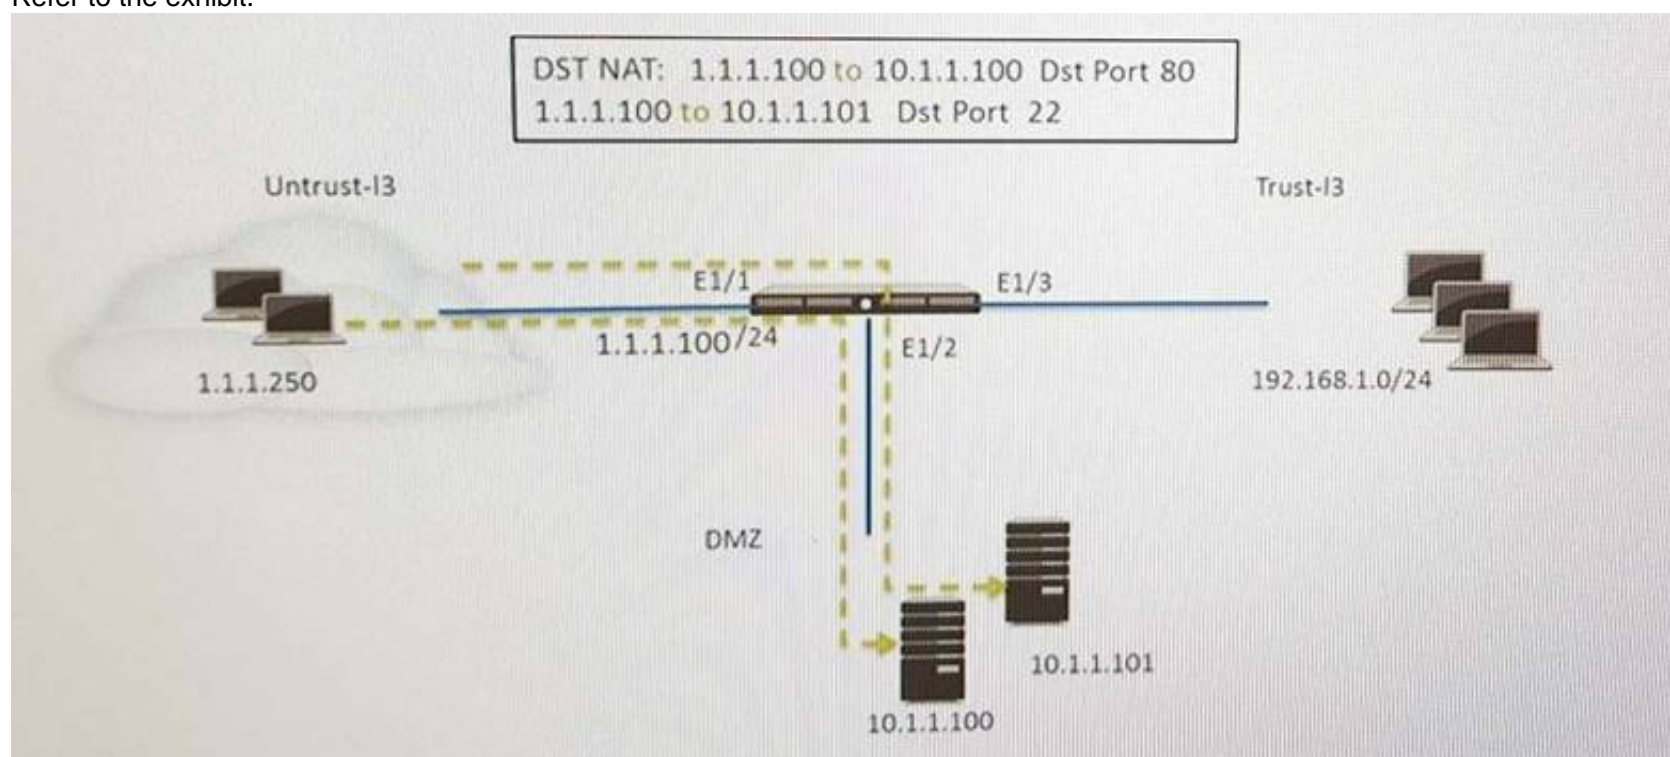 Refer to the exhibit.
DST NAT: 1.1.1.100 to 10.1.1.100 Dst Port 80
1.1.1.100 to 10.1.1.101 Dst Port 22
Untrust-l3
Trust-l3
E1/1
E1/3
1.1.1.100/24
E1/2
1.1.1.250
192.168.1.0/24
DMZ
10.1.1.101
10.1.1.100